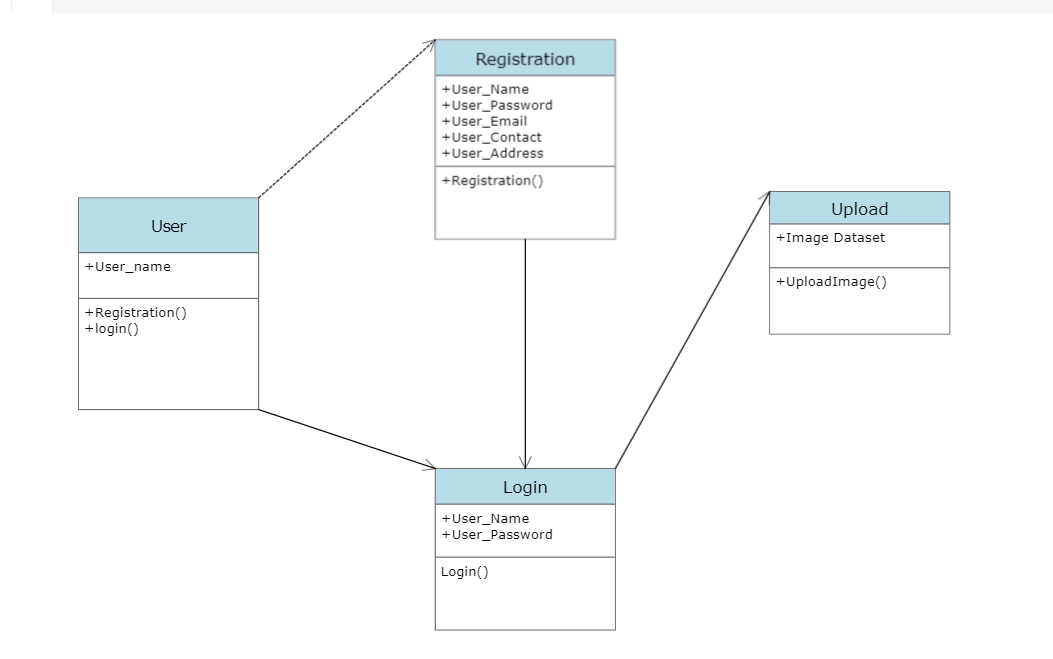 Registration
+User_Name
+User_Password
+User_Email
+User_Contact
+User_Address
+Registration()
User
+User_name
+Registration()
+login()
Upload
+Image Dataset
+UploadImage()
Login
+User_Name
+User_Password
Login()